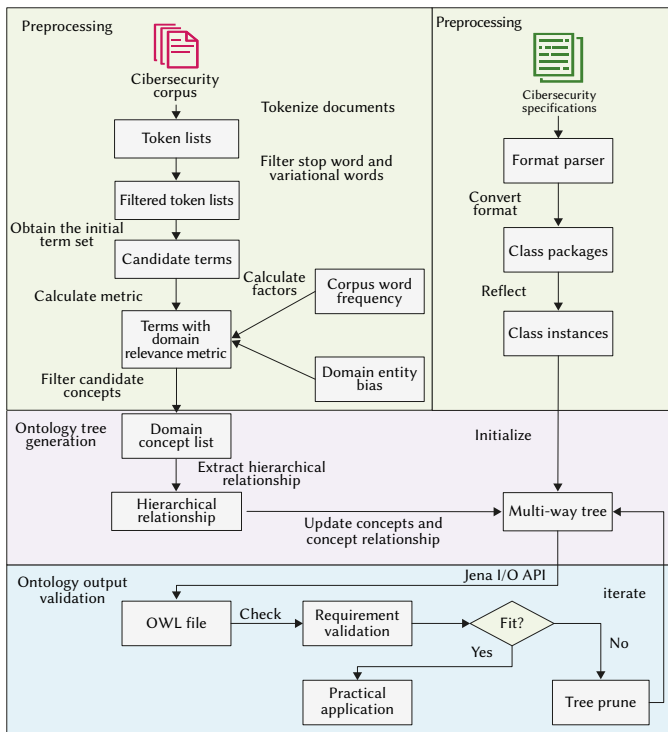 Preprocessing
Cibersecurity
corpus
Tokenize documents
Token lists
Filter stop word and
variational words
Filtered token lists
Obtain the initial
term set
Candidate terms
Calculate metric
Calculate
factors
Corpus word
frequency
Terms with
domain
relevance metric
Domain entity
bias
Filter candidate
concepts
Preprocessing
Cibersecurity
specifications
Format parser
Convert
format
Class packages
Reflect
Class instances
Ontology tree
generation
Domain
concept list
Initialize
Extract hierarchical
relationship
Hierarchical
relationship
Update concepts and
concept relationship
Multi-way tree
Ontology output
validation
Jena I/O API
iterate
OWL file
Check
Requirement
validation
Fit?
Yes
No
Practical
application
Tree prune